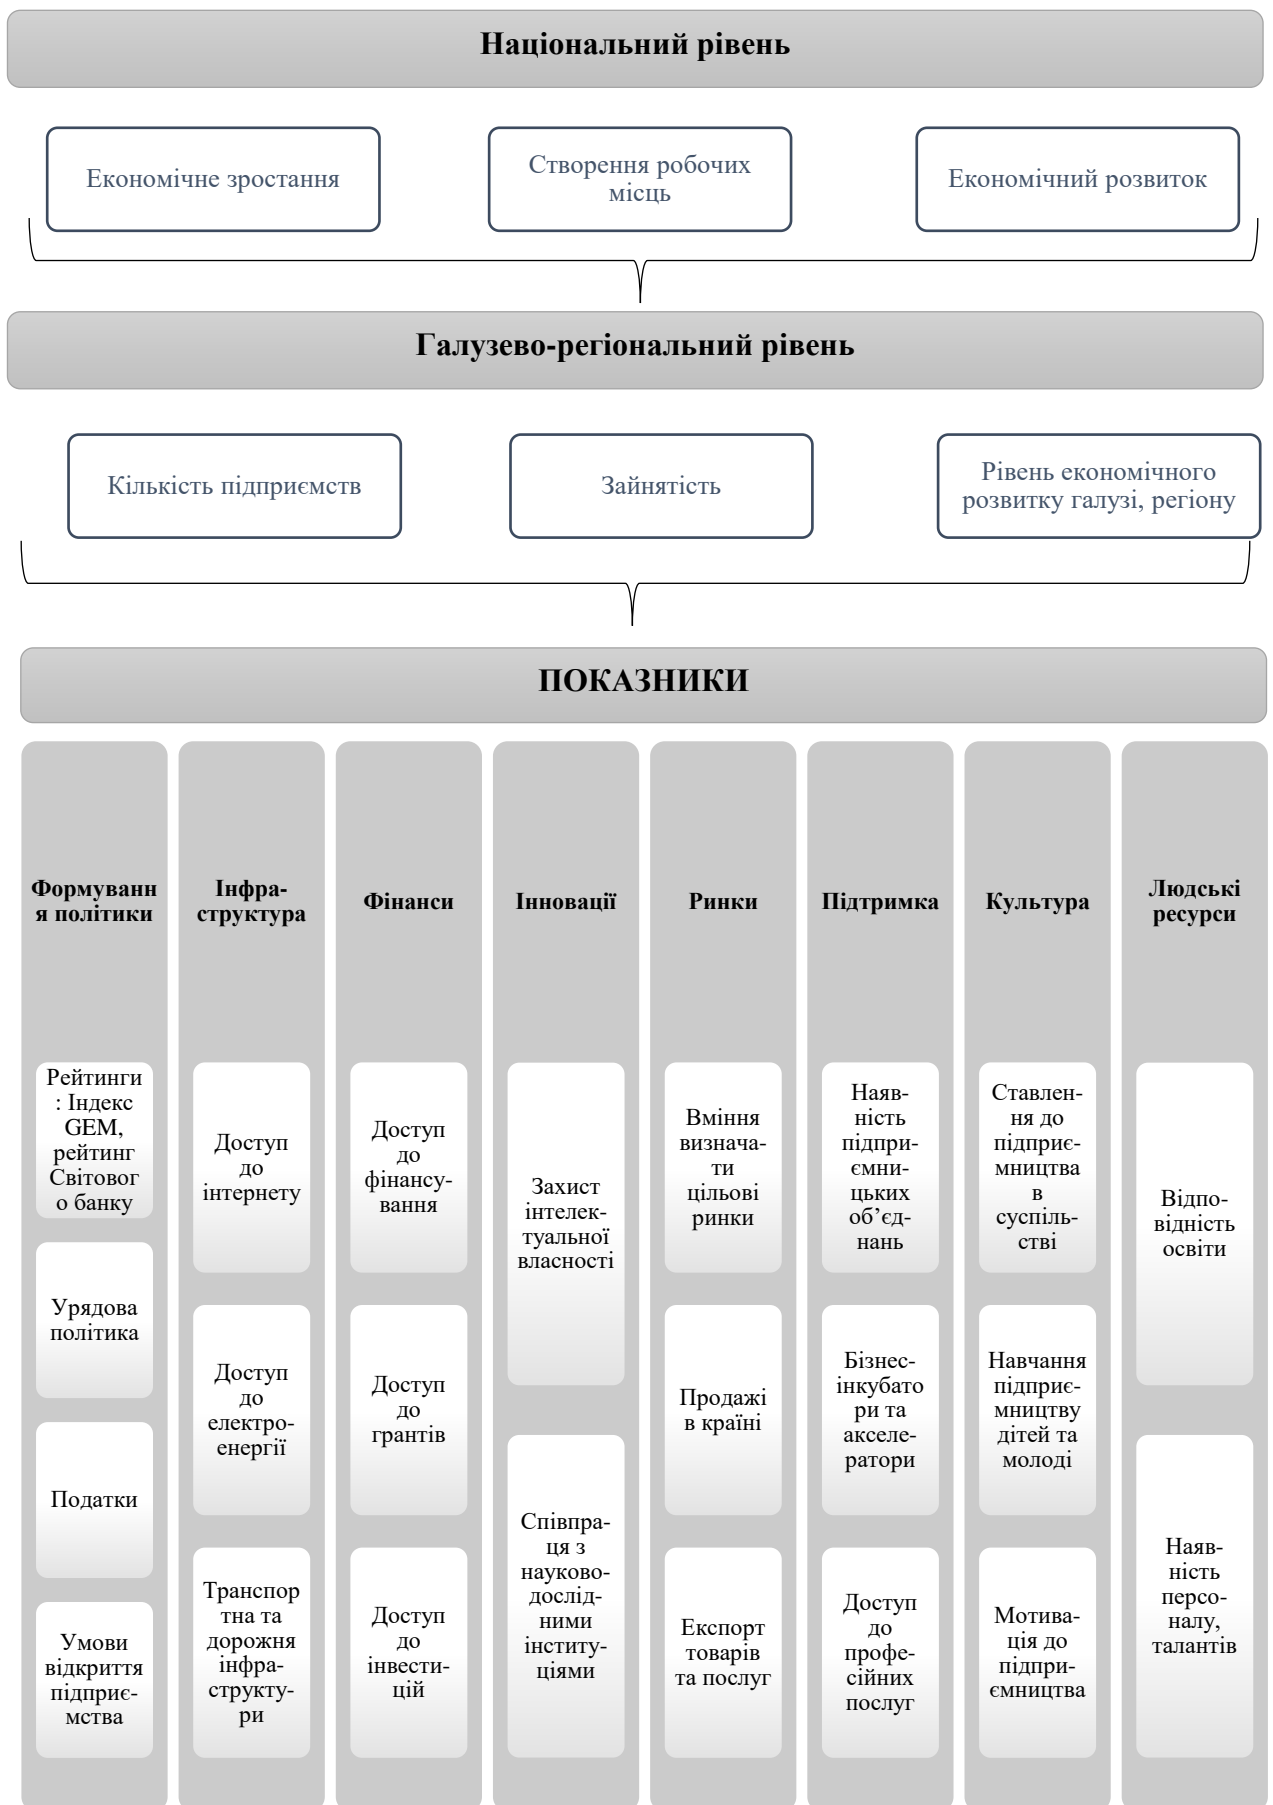 Національний рівень
Економічне зростання
Створення робочих
місць
Економічний розвиток
Галузево-регіональний рівень
Кількість підприємств
Зайнятість
Рівень економічного
розвитку галузі, регіону
ПОКАЗНИКИ
Формуванн
я політики
Рейтинги
: Індекс
GEM,
рейтинг
Світовог
о банку
Урядова
політика
Податки
Умови
відкриття
підприє-
мства
Інфра-
структура
Доступ
до
інтернету
Доступ
до
електро-
енергії
Транспор
тна та
дорожня
інфра-
структу-
ри
Фінанси
Доступ
до
фінансу-
вання
Доступ
до
грантів
Доступ
до
інвести-
цій
Інновації
Захист
інтелек-
туальної
власності
Співпра-
ця з
науково-
дослід-
ними
інститу-
ціями
Ринки
Вміння
визнача-
ти
цільові
ринки
Продажі
в країні
Експорт
товарів
та послуг
Підтримка
Наяв-
ність
підпри-
ємни-
цьких
об’єд-
нань
Бізнес-
інкубато
ри та
акселе-
ратори
Доступ
до
профе-
сійних
послуг
Культура
Ставлен-
ня до
підприє-
мництва
в
суспіль-
стві
Навчання
підприє-
мництву
дітей та
молоді
Мотива-
ція до
підпри-
ємництва
Людські
ресурси
Відпо-
відність
освіти
Наяв-
ність
персо-
налу,
талантів